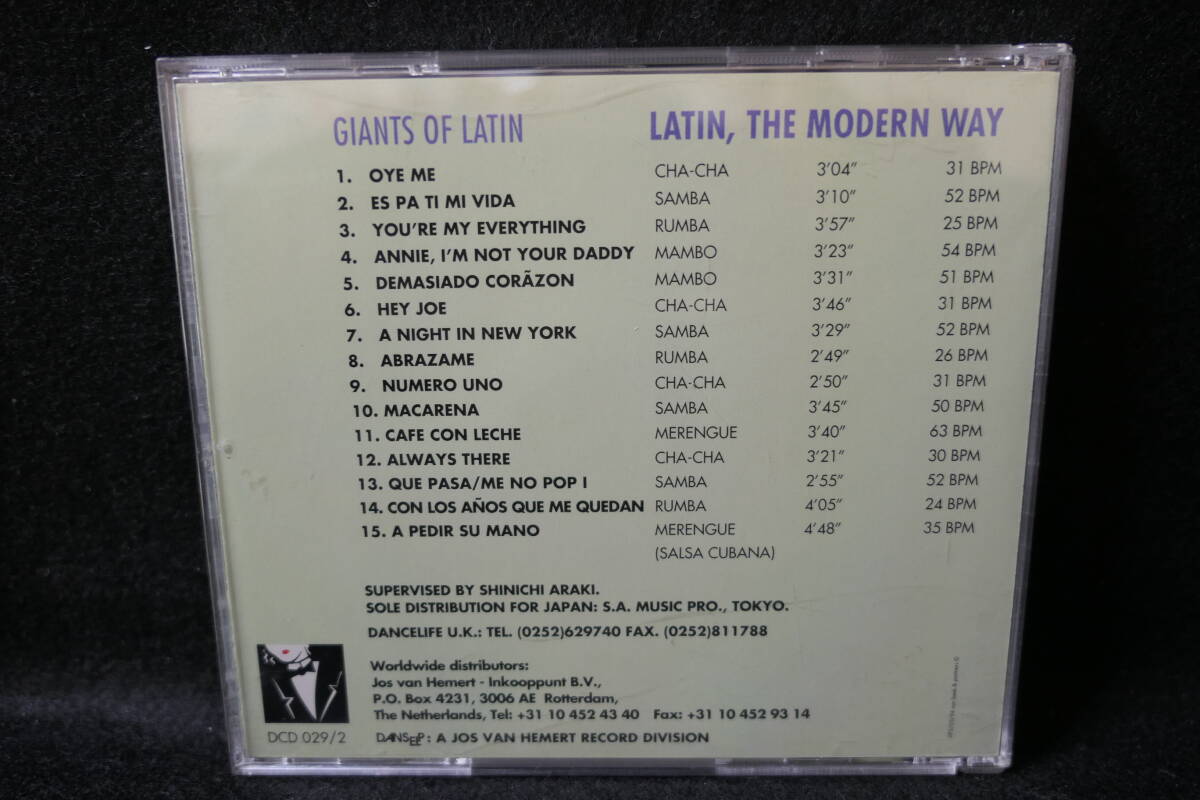 GIANTS OF LATIN LATIN, THE MODERN WAY
1. OYE ME CHA-CHA 3'04" 31 BPM
2. ES PA TI MI VIDA SAMBA 3'10" 52 BPM
3. YOU'RE MY EVERYTHING RUMBA 3'57" 25 BPM
4. ANNIE, I'M NOT YOUR DADDY MAMBO 3'23" 54 BPM
5. DEMASIADO CORÃZON MAMBO 3'31" 51 BPM
6. HEY JOE CHA-CHA 3'46" 31 BPM
7. A NIGHT IN NEW YORK SAMBA 3'29" 52 BPM
8. ABRAZAME RUMBA 2'49" 26 BPM
9. NUMERO UNO CHA-CHA 2'50" 31 BPM
10. MACARENA SAMBA 3'45" 50 BPM
11. CAFE CON LECHE MERENGUE 3'40" 63 BPM
12. ALWAYS THERE CHA-CHA 3'21" 30 BPM
13. QUE PASA/ME NO POP I SAMBA 2'55" 52 BPM
14. CON LOS AÑOS QUE ME QUEDAN RUMBA 4'05" 24 BPM
15. A PEDIR SU MANO MERENGUE 4'48" 35 BPM
(SALSA CUBANA)
SUPERVISED BY SHINICHI ARAKI.
SOLE DISTRIBUTION FOR JAPAN: S.A. MUSIC PRO., TOKYO.
DANCELIFE U.K.: TEL. (0252)629740 FAX. (0252)811788
Worldwide distributors:
Jos van Hemert - Inkooppunt B.V.,
P.O. Box 4231, 3006 AE Rotterdam,
The Netherlands, Tel: +31 10 452 43 40 Fax: +31 10 452 93 14
DCD 029/2 DANSEP: A JOS VAN HEMERT RECORD DIVISION